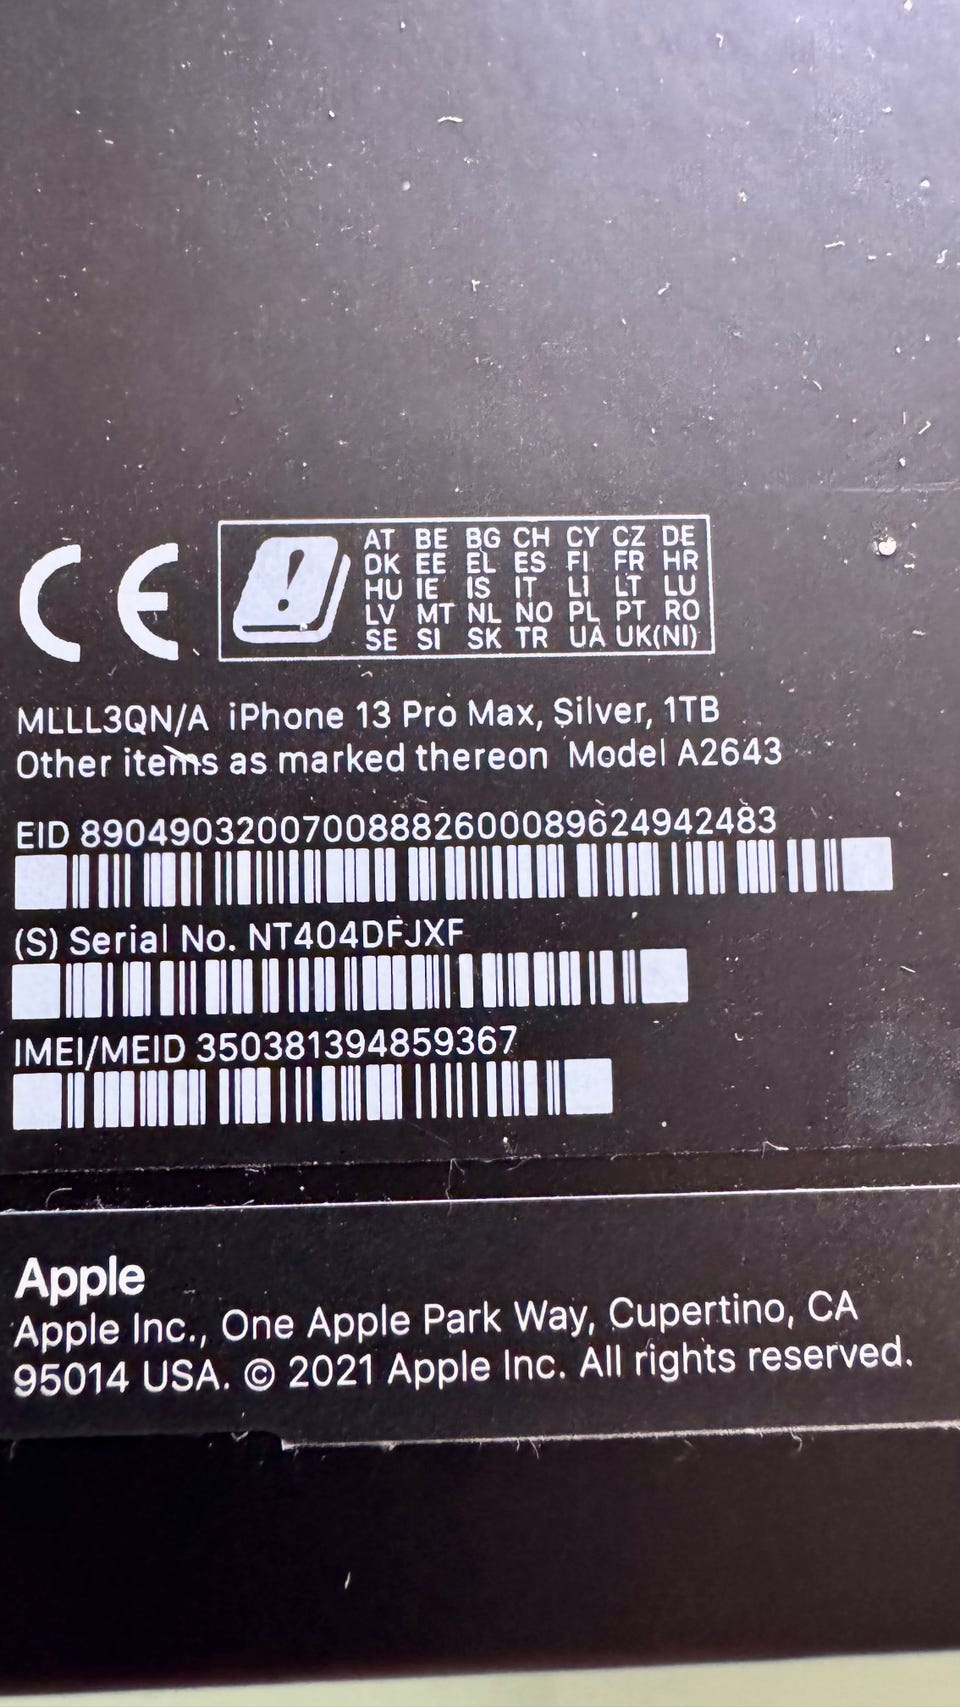 CE
!
AT BE BG CH CY CZ DE
DK EE EL ES FI FR HR
HU IE IS IT LI LT LU
LV MT NL NO PL PT RO
SE SI SK TR UA UK(NI)
MLLL3QN/A iPhone 13 Pro Max, Silver, 1TB
Other items as marked thereon Model A2643
EID 89049032007008882600089624942483
(S) Serial No. NT404DFJXF
IMEI/MEID 350381394859367
Apple
Apple Inc., One Apple Park Way, Cupertino, CA
95014 USA. © 2021 Apple Inc. All rights reserved.